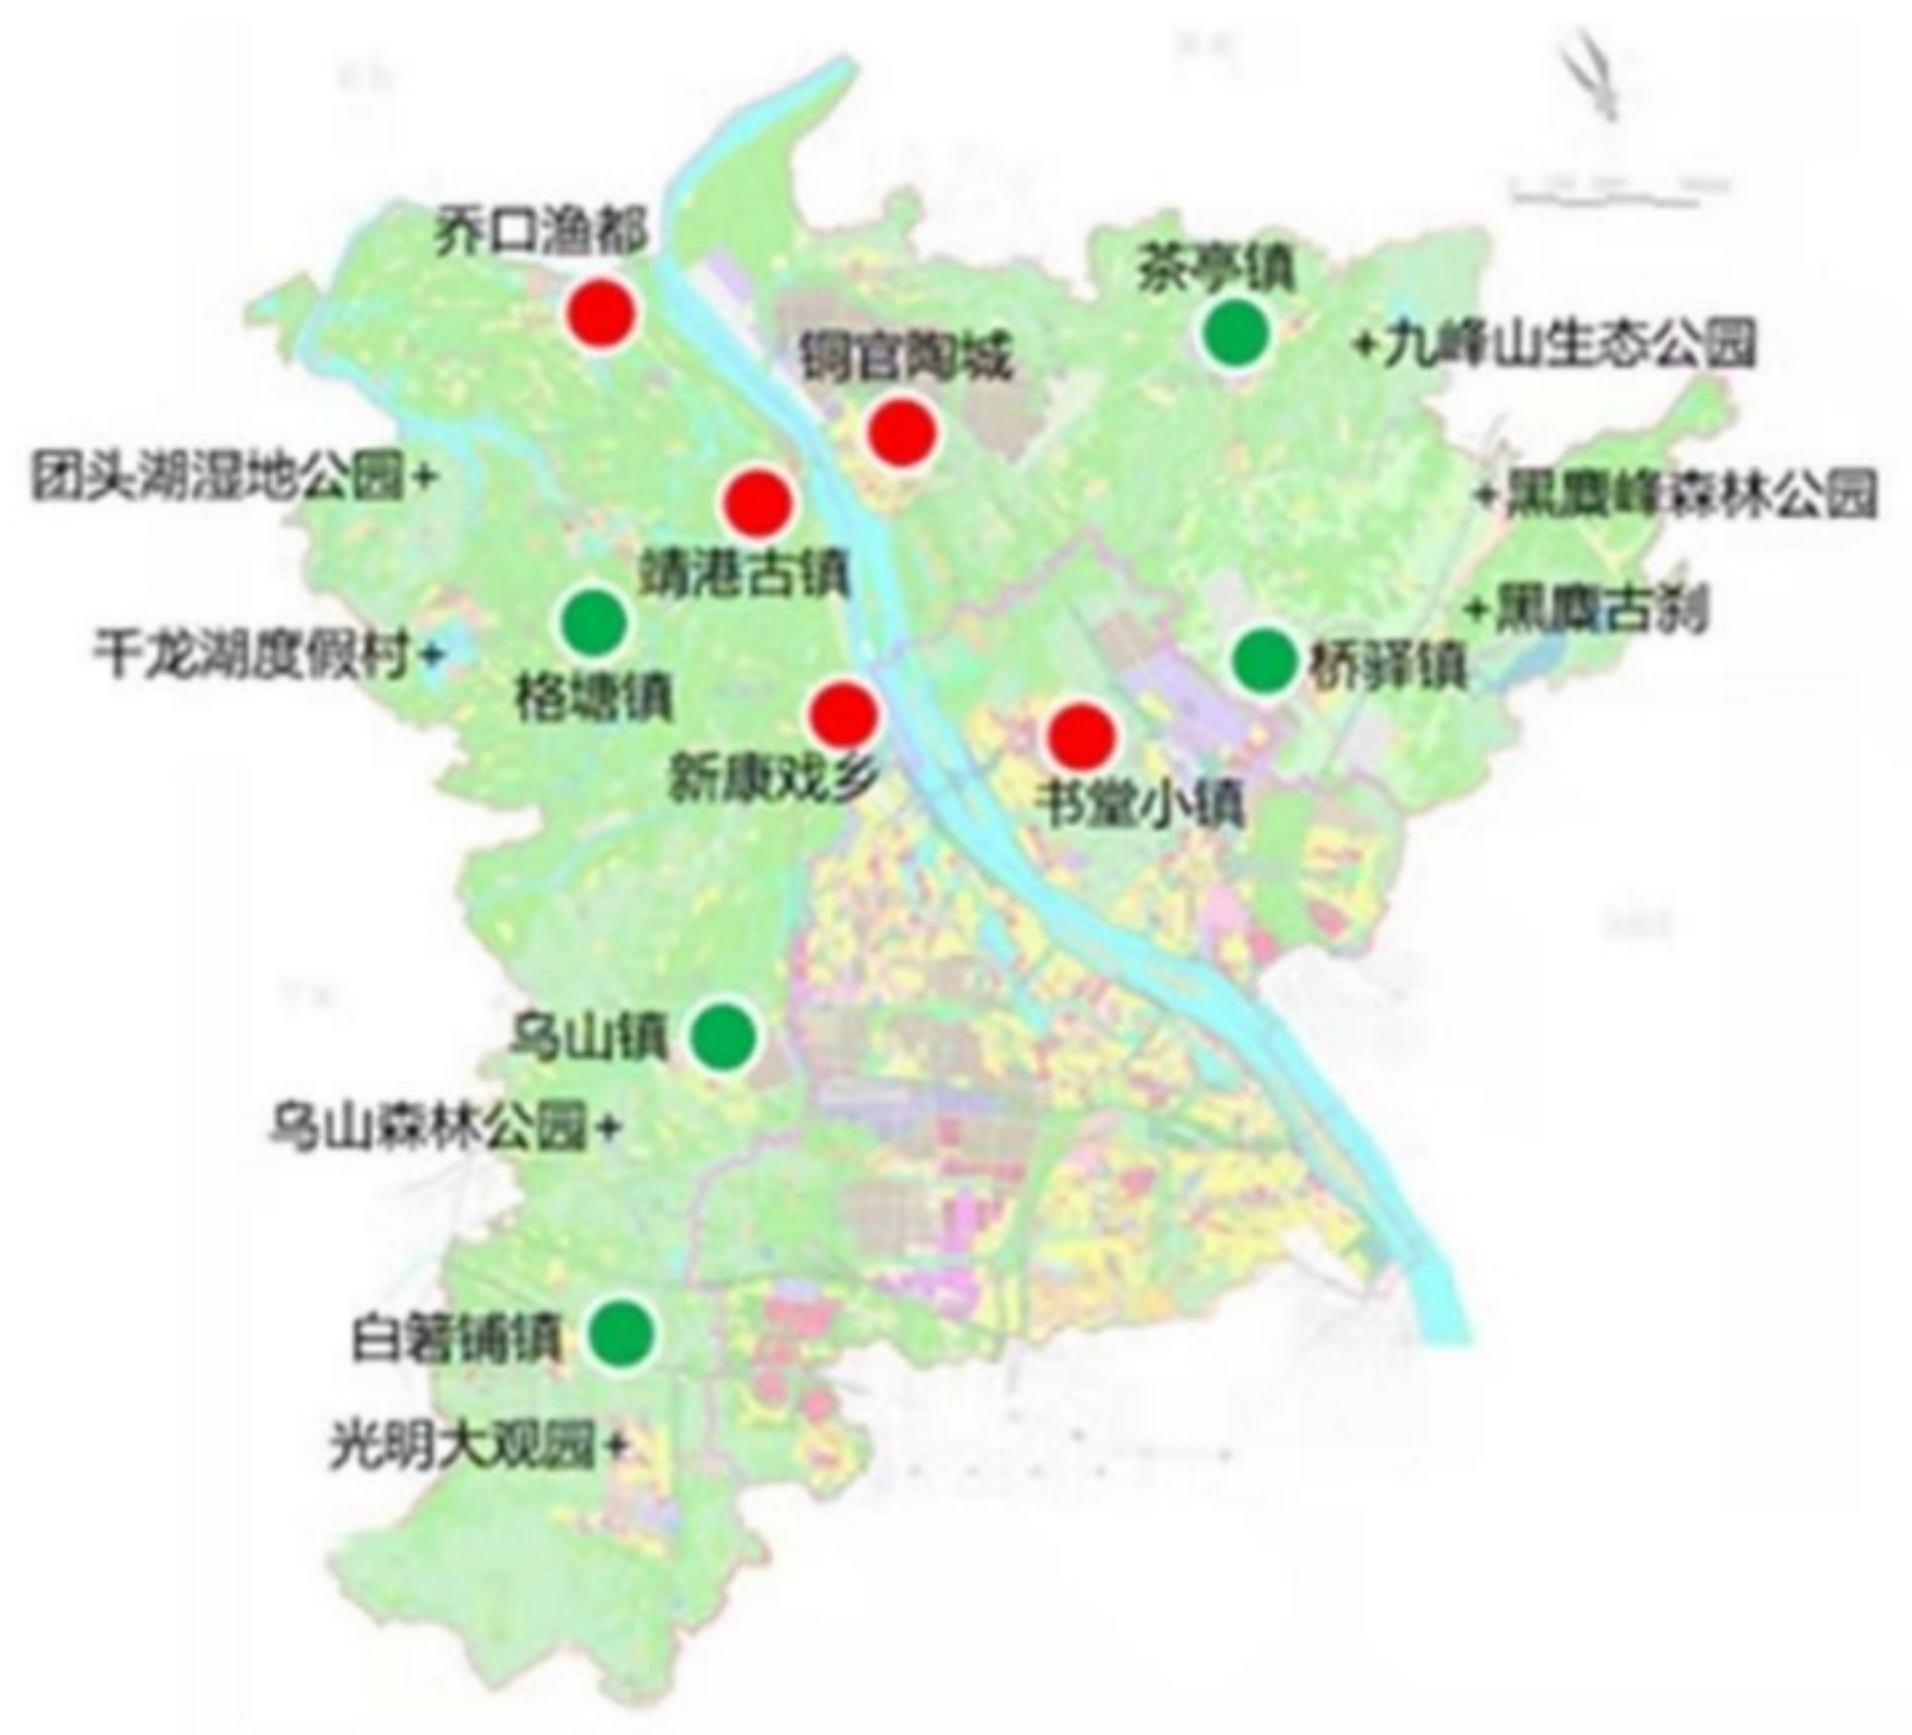 乔口渔都
茶亭镇
铜官陶城
+九峰山生态公园
团头湖湿地公园+
+黑麋峰森林公园
靖港古镇
+黑麋古刹
千龙湖度假村+
格塘镇
桥驿镇
新康戏乡
书堂小镇
乌山镇
乌山森林公园+
白箬铺镇
光明大观园+